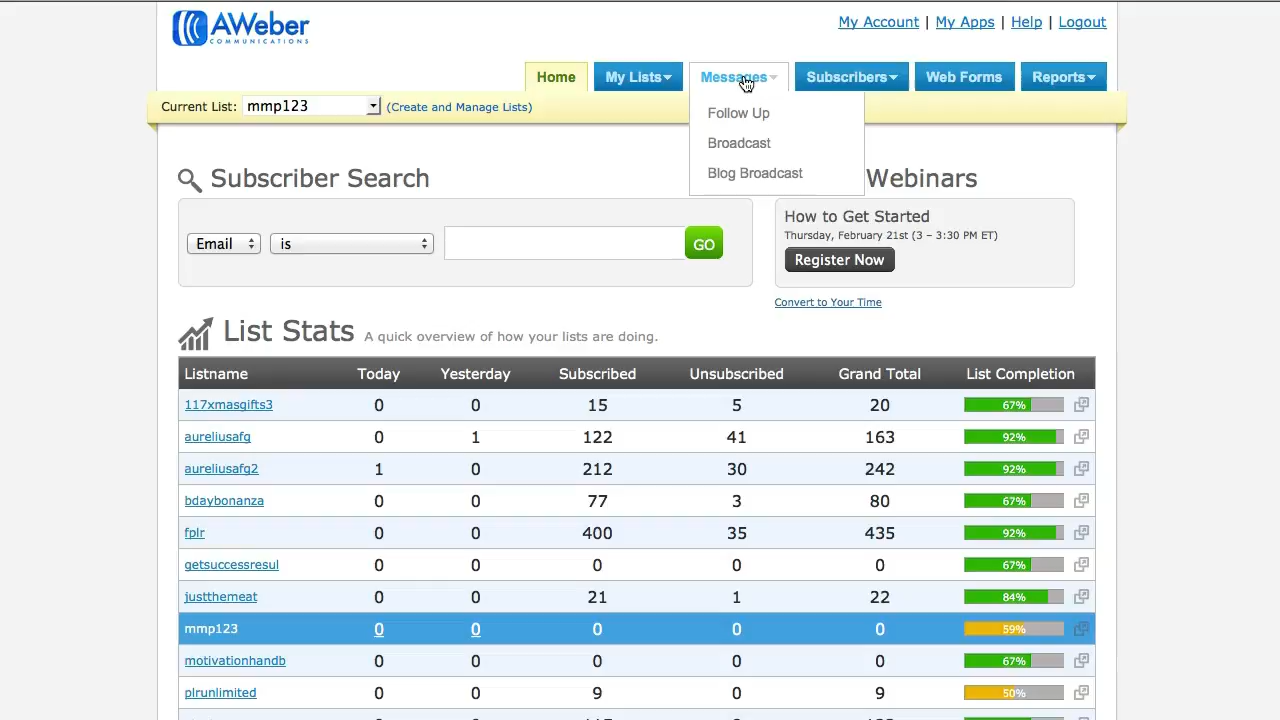 AWeber
COMMUNICATIONS
My Account | My Apps | Help | Logout
Home My Lists Messages Subscribers Web Forms Reports
Current List: mmp123 (Create and Manage Lists)
Follow Up
Broadcast
Blog Broadcast
Subscriber Search
Email is GO
Webinars
How to Get Started
Thursday, February 21st (3 – 3:30 PM ET)
Register Now
Convert to Your Time
List Stats A quick overview of how your lists are doing.
Listname Today Yesterday Subscribed Unsubscribed Grand Total List Completion
117xmasgifts3 0 0 15 5 20 67%
aureliusafg 0 1 122 41 163 92%
aureliusafg2 1 0 212 30 242 92%
bdaybonanza 0 0 77 3 80 67%
fplr 0 0 400 35 435 92%
getsuccessresul 0 0 0 0 0 67%
justthemeat 0 0 21 1 22 84%
mmp123 0 0 0 0 0 59%
motivationhandb 0 0 0 0 0 67%
plrunlimited 0 0 9 0 9 50%